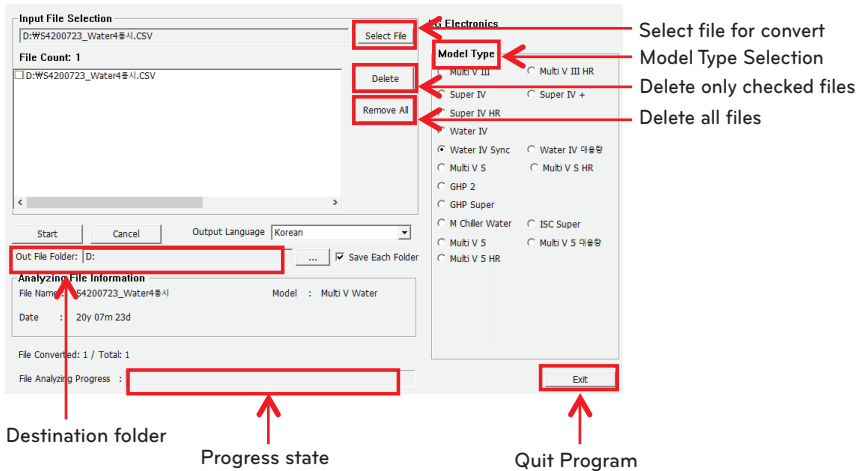 Input File Selection
D:₩S4200723_Water4동시.CSV
Select File
File Count: 1
D:₩S4200723_Water4동시.CSV
Delete
Remove All
Start
Cancel
Output Language
Korean
Out File Folder: D:
...
Save Each Folder
Analyzing File Information
File Name : S4200723_Water4동시
Model : Multi V Water
Date : 20y 07m 23d
File Converted: 1 / Total: 1
File Analyzing Progress :
Electronics
Model Type
Multi V III
Multi V III HR
Super IV
Super IV +
Super IV HR
Water IV
Water IV Sync
Water IV 대용량
Multi V S
Multi V S HR
GHP 2
GHP Super
M Chiller Water
ISC Super
Multi V 5
Multi V 5 대용량
Multi V 5 HR
Exit
Select file for convert
Model Type Selection
Delete only checked files
Delete all files
Destination folder
Progress state
Quit Program